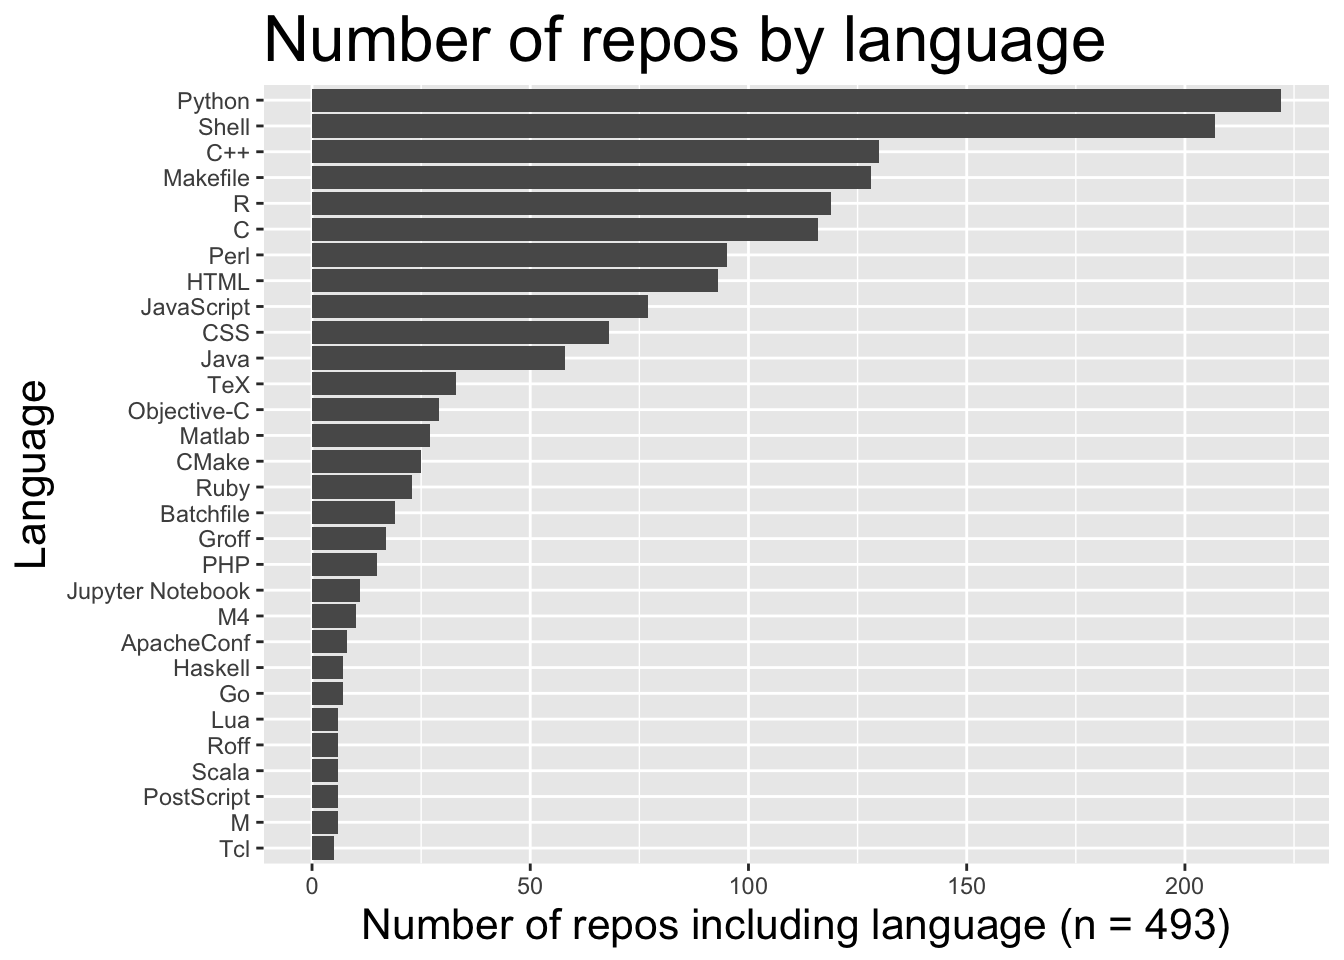 Number of repos by language
Language
Python
Shell
C++
Makefile
R
C
Perl
HTML
JavaScript
CSS
Java
TeX
Objective-C
Matlab
CMake
Ruby
Batchfile
Groff
PHP
Jupyter Notebook
M4
ApacheConf
Haskell
Go
Lua
Roff
Scala
PostScript
M
Tcl
0 50 100 150 200
Number of repos including language (n = 493)